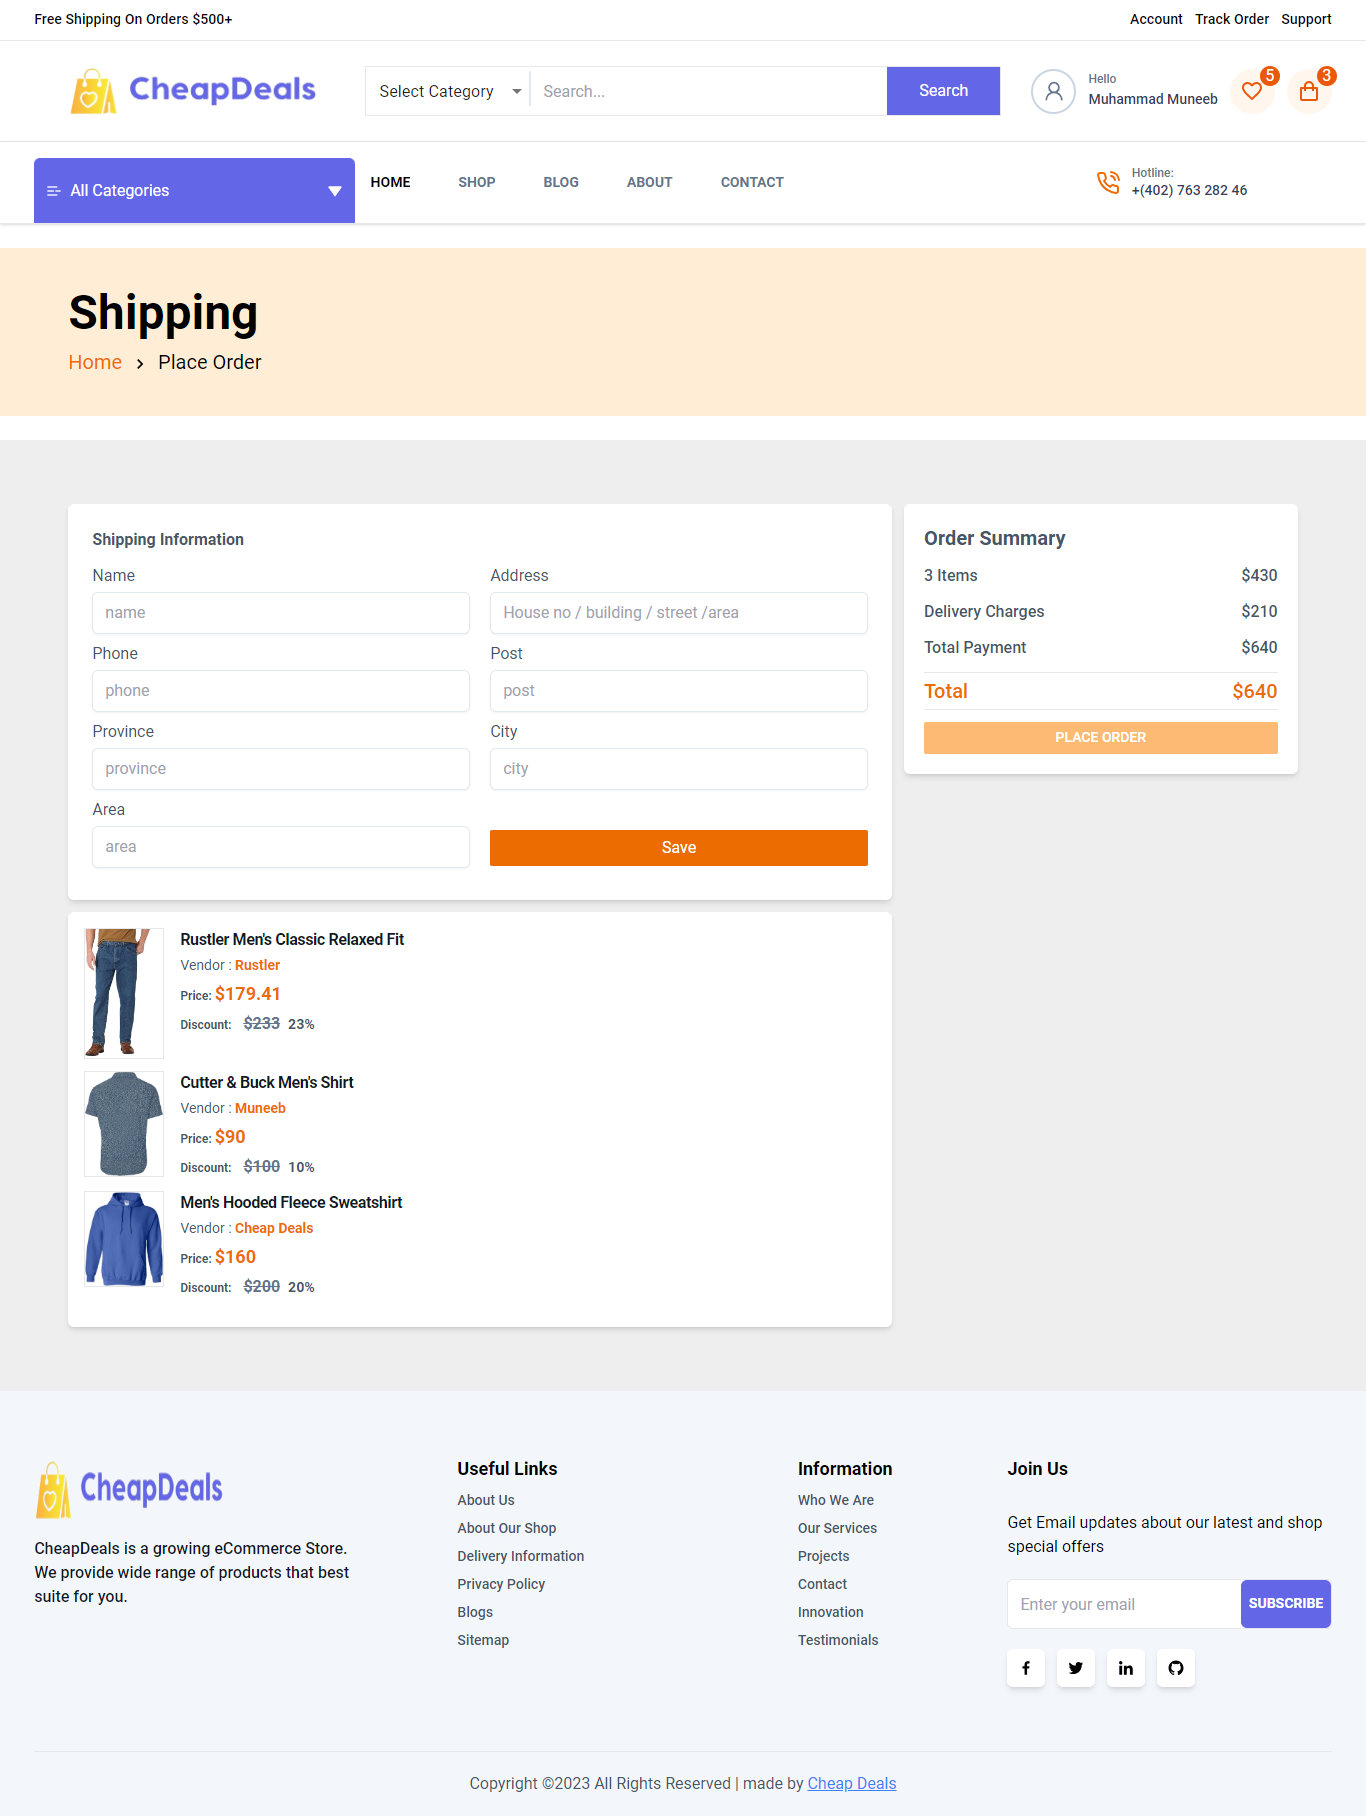 Free Shipping On Orders $500+
Account Track Order Support
CheapDeals
Select Category
Search...
Search
Hello
Muhammad Muneeb
5
3
All Categories
HOME SHOP BLOG ABOUT CONTACT
Hotline:
+(402) 763 282 46
Shipping
Home > Place Order
Shipping Information
Name
name
Address
House no / building / street /area
Phone
phone
Post
post
Province
province
City
city
Area
area
Save
Order Summary
3 Items $430
Delivery Charges $210
Total Payment $640
Total $640
PLACE ORDER
Rustler Men's Classic Relaxed Fit
Vendor : Rustler
Price: $179.41
Discount: $233 23%
Cutter & Buck Men's Shirt
Vendor : Muneeb
Price: $90
Discount: $100 10%
Men's Hooded Fleece Sweatshirt
Vendor : Cheap Deals
Price: $160
Discount: $200 20%
CheapDeals
CheapDeals is a growing eCommerce Store.
We provide wide range of products that best
suite for you.
Useful Links
About Us
About Our Shop
Delivery Information
Privacy Policy
Blogs
Sitemap
Information
Who We Are
Our Services
Projects
Contact
Innovation
Testimonials
Join Us
Get Email updates about our latest and shop
special offers
Enter your email
SUBSCRIBE
Copyright ©2023 All Rights Reserved | made by Cheap Deals